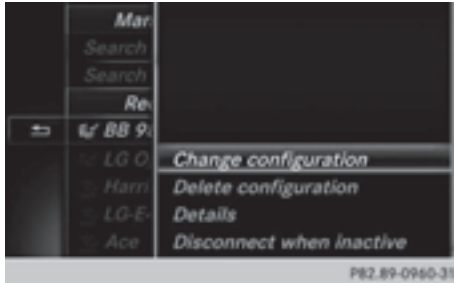 Man
Search
Search
Re
BB 9
LG O
Change configuration
Harri
Delete configuration
LG-E-
Details
Ace
Disconnect when inactive
P82.89-0960-31